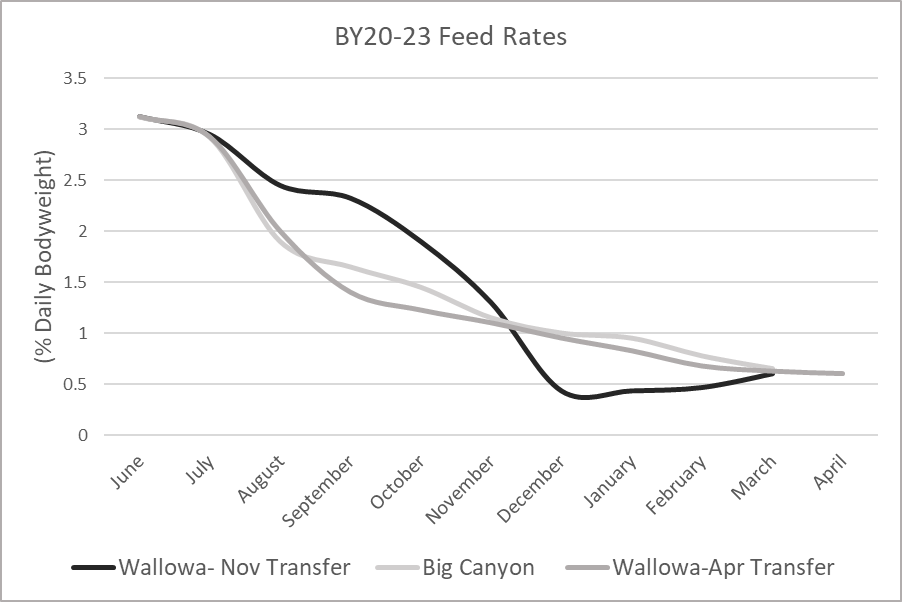 BY20-23 Feed Rates
(% Daily Bodyweight)
3.5
3
2.5
2
1.5
1
0.5
0
June
July
August
September
October
November
December
January
February
March
April
Wallowa- Nov Transfer
Big Canyon
Wallowa-Apr Transfer